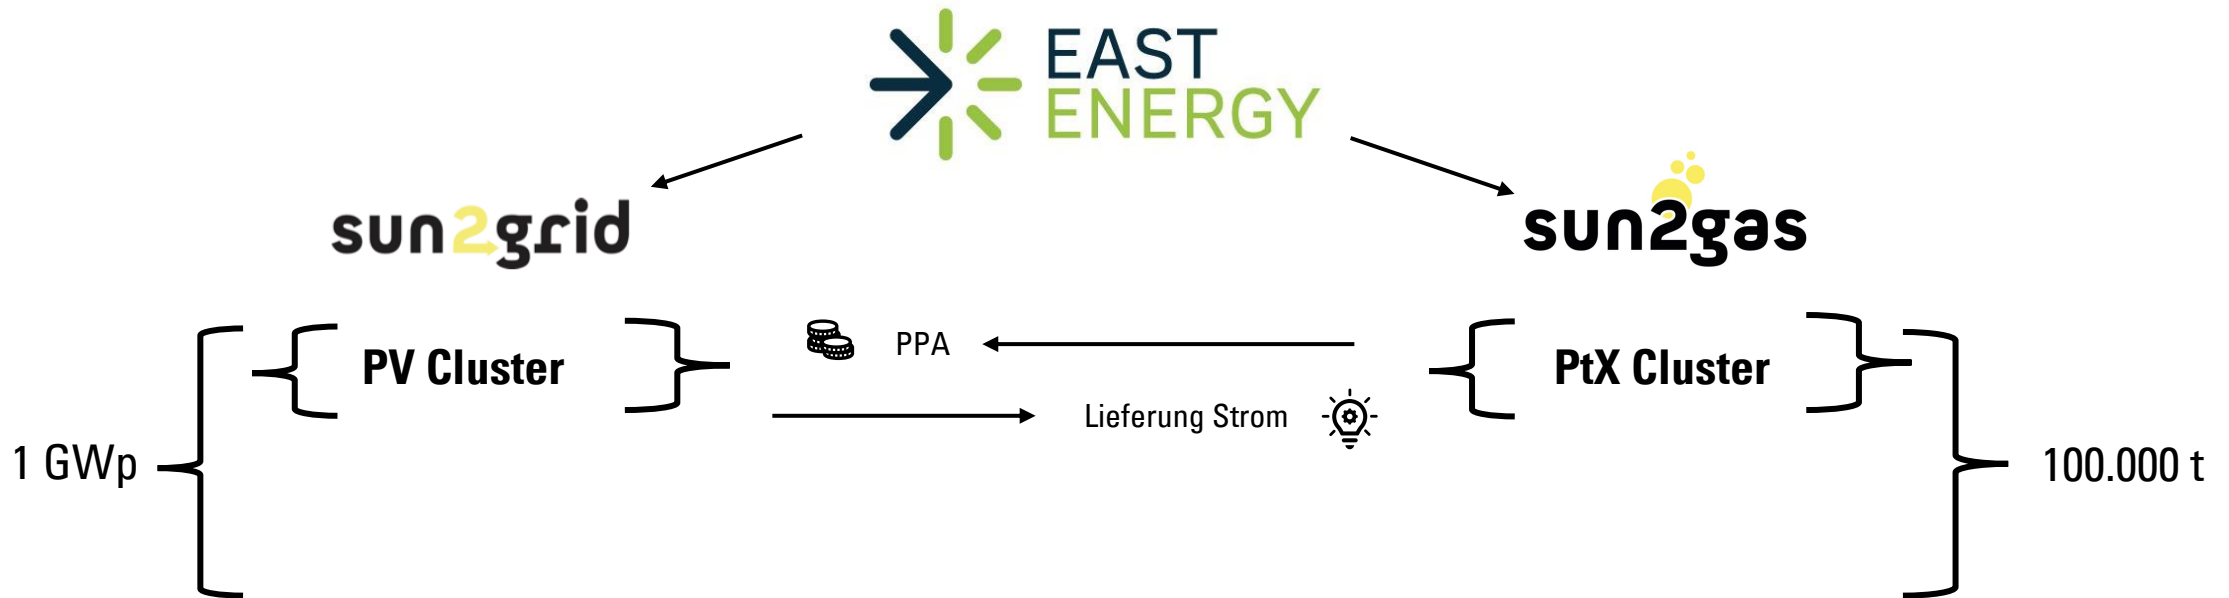 EAST
ENERGY
sun2grid
sun2gas
PV Cluster
PPA
PtX Cluster
Lieferung Strom
1 GWp
100.000 t